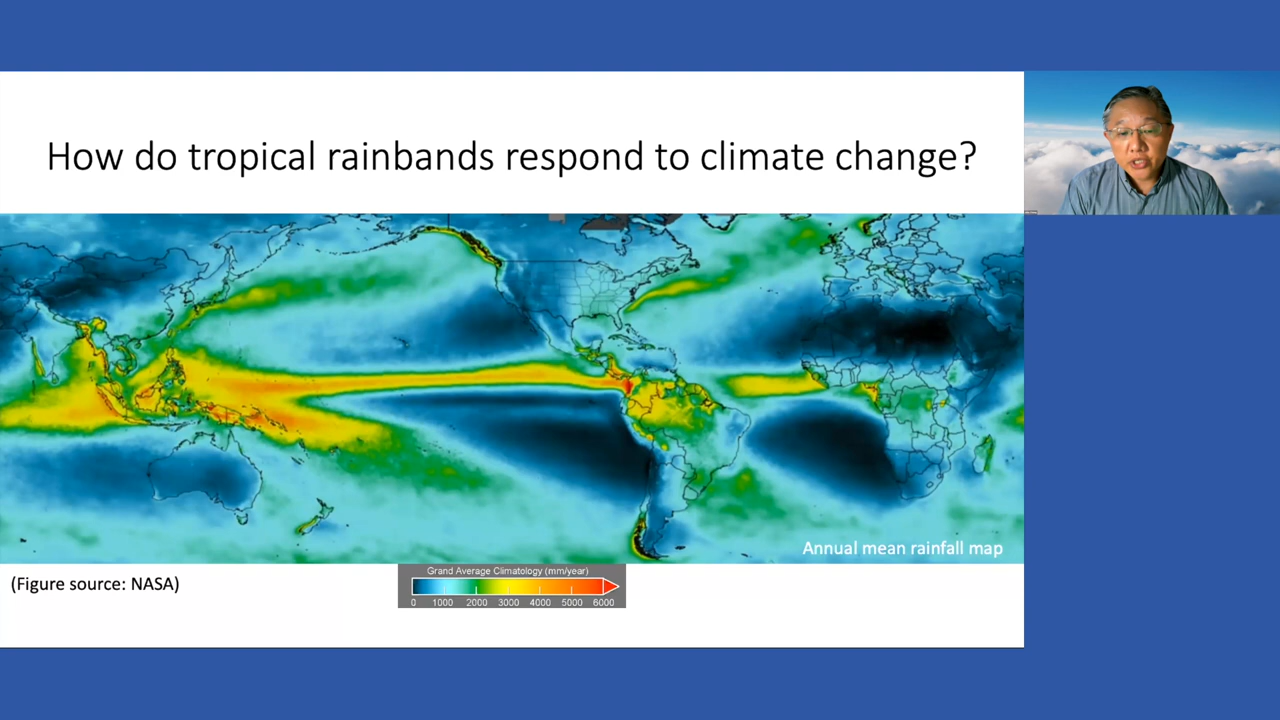 How do tropical rainbands respond to climate change?
Annual mean rainfall map
(Figure source: NASA)
Grand Average Climatology (mm/year)
0 1000 2000 3000 4000 5000 6000